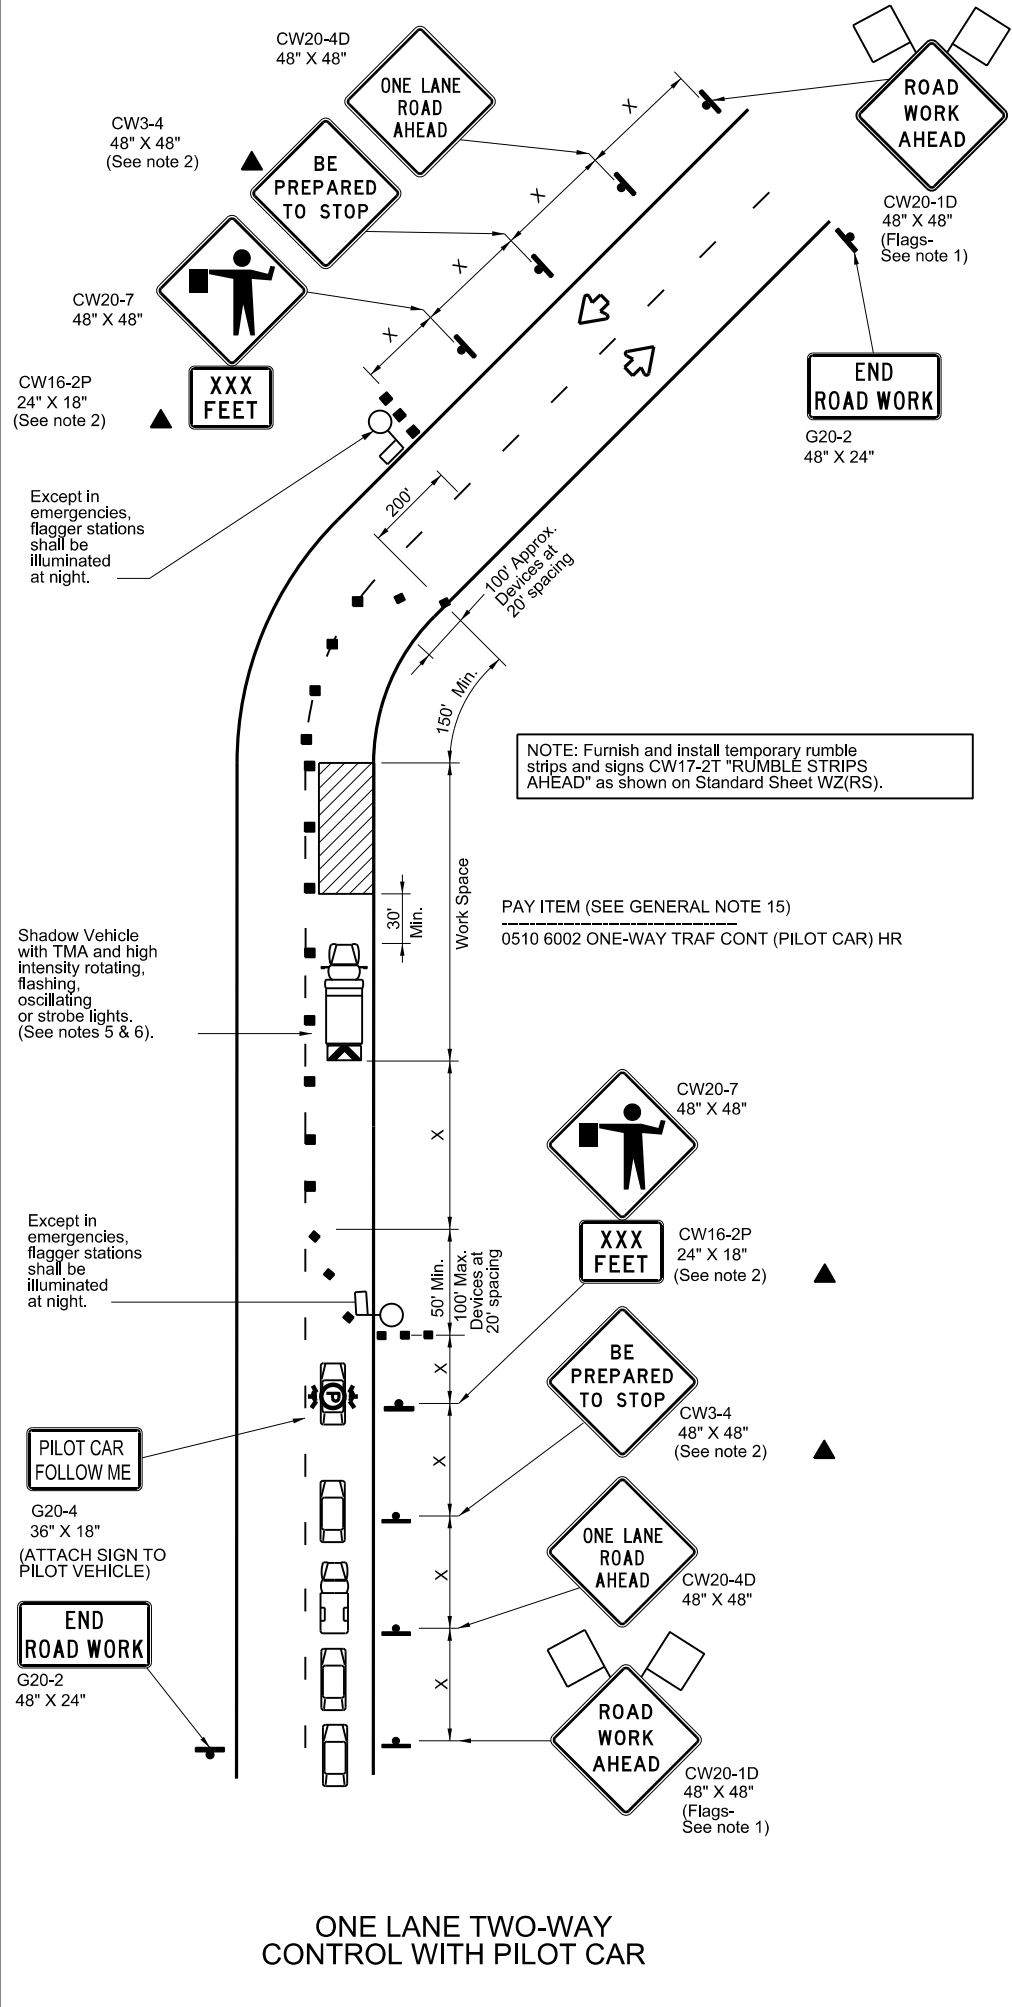 CW20-4D
48" X 48"
ONE LANE
ROAD
AHEAD
ROAD
WORK
AHEAD
CW20-1D
48" X 48"
(Flags-
See note 1)
CW3-4
48" X 48"
(See note 2)
BE
PREPARED
TO STOP
X
X
X
X
CW20-7
48" X 48"
CW16-2P
24" X 18"
(See note 2)
XXX
FEET
END
ROAD WORK
G20-2
48" X 24"
Except in
emergencies,
flagger stations
shall be
illuminated
at night.
200'
100' Approx.
Devices at
20' spacing
150' Min.
NOTE: Furnish and install temporary rumble
strips and signs CW17-2T "RUMBLE STRIPS
AHEAD" as shown on Standard Sheet WZ(RS).
Work Space
30'
Min.
PAY ITEM (SEE GENERAL NOTE 15)
0510 6002 ONE-WAY TRAF CONT (PILOT CAR) HR
Shadow Vehicle
with TMA and high
intensity rotating,
flashing,
oscillating
or strobe lights.
(See notes 5 & 6).
X
CW20-7
48" X 48"
XXX
FEET
CW16-2P
24" X 18"
(See note 2)
Except in
emergencies,
flagger stations
shall be
illuminated
at night.
50' Min.
100' Max.
Devices at
20' spacing
X
BE
PREPARED
TO STOP
CW3-4
48" X 48"
(See note 2)
P
PILOT CAR
FOLLOW ME
G20-4
36" X 18"
(ATTACH SIGN TO
PILOT VEHICLE)
X
ONE LANE
ROAD
AHEAD
CW20-4D
48" X 48"
X
END
ROAD WORK
G20-2
48" X 24"
X
ROAD
WORK
AHEAD
CW20-1D
48" X 48"
(Flags-
See note 1)
ONE LANE TWO-WAY
CONTROL WITH PILOT CAR